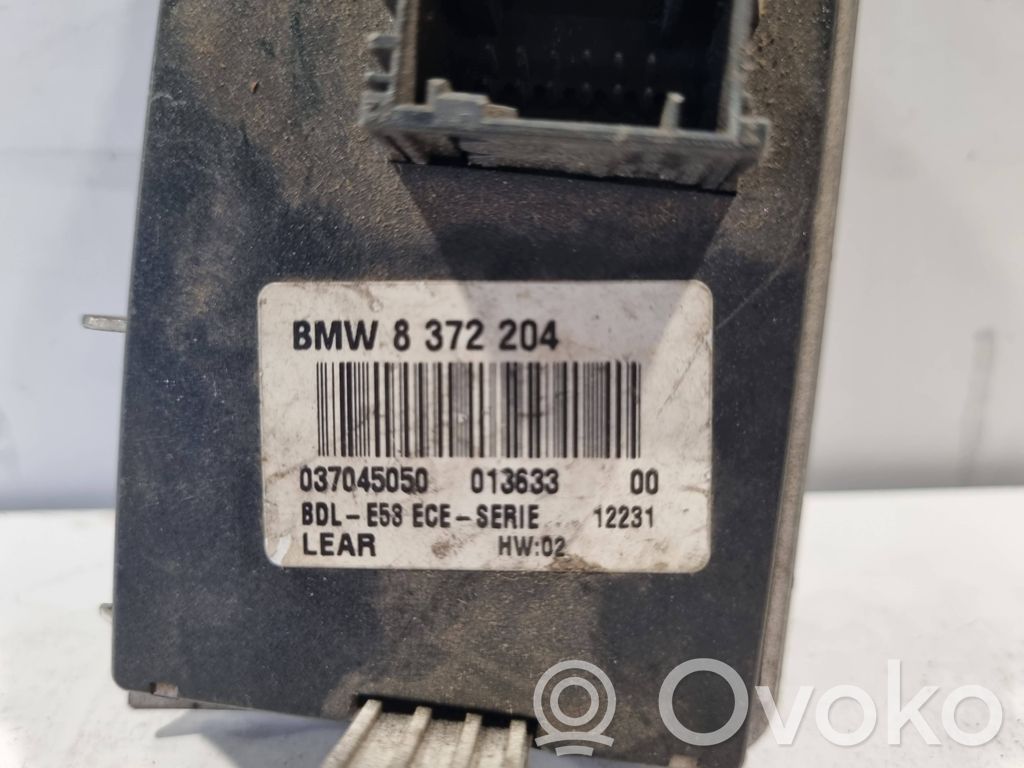 BMW 8 372 204
037045050 013633 00
BDL-E53 ECE-SERIE 12231
LEAR HW:02
Ovoko